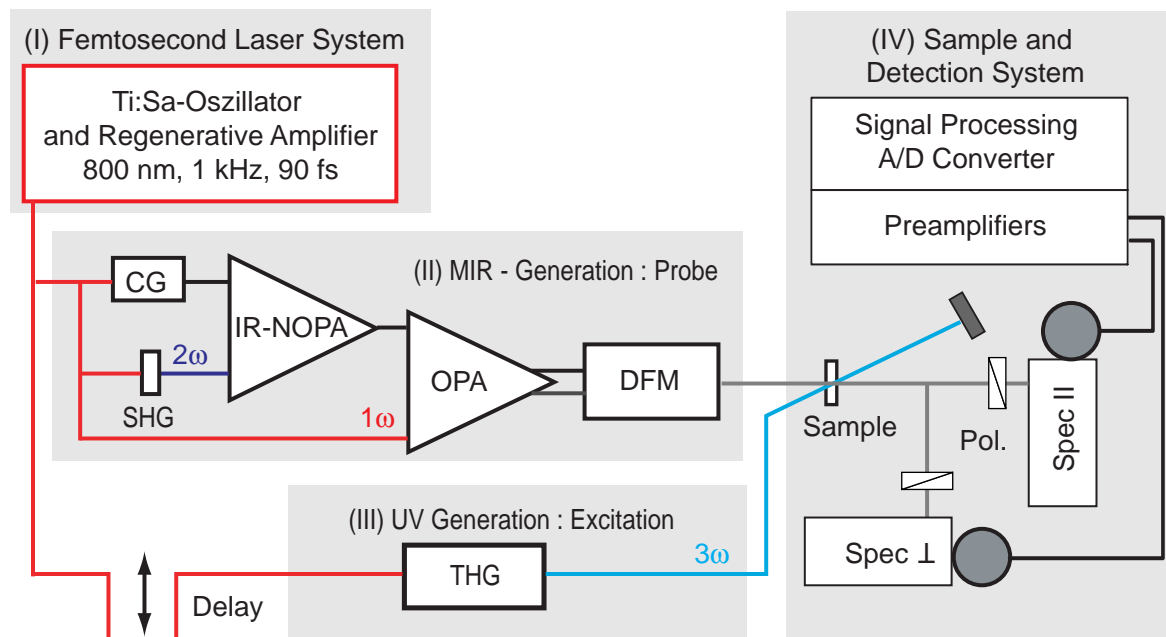 (I) Femtosecond Laser System
Ti:Sa-Oszillator
and Regenerative Amplifier
800 nm, 1 kHz, 90 fs
(II) MIR - Generation : Probe
CG
IR-NOPA
2ω
SHG
1ω
OPA
DFM
(III) UV Generation : Excitation
THG
3ω
Delay
(IV) Sample and
Detection System
Signal Processing
A/D Converter
Preamplifiers
Sample
Pol.
Spec II
Spec ⊥